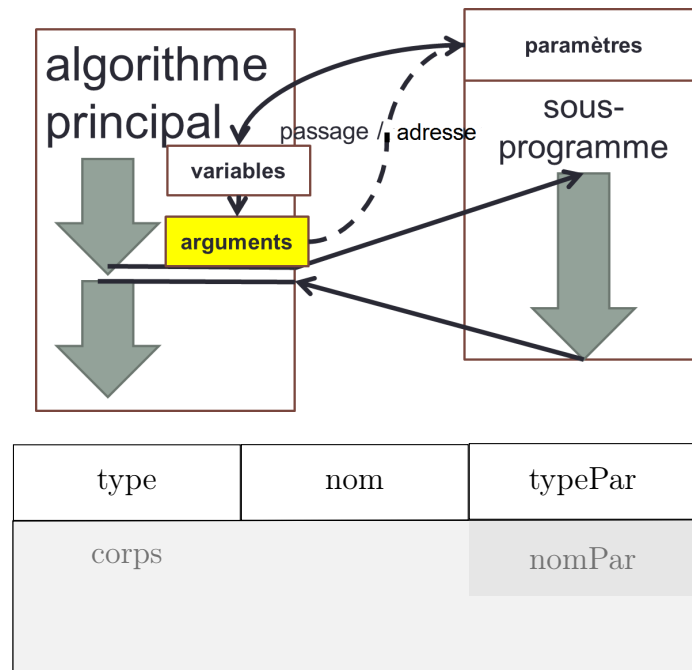 algorithme
principal
variables
arguments
passage / adresse
paramètres
sous-
programme
type
nom
typePar
corps
nomPar